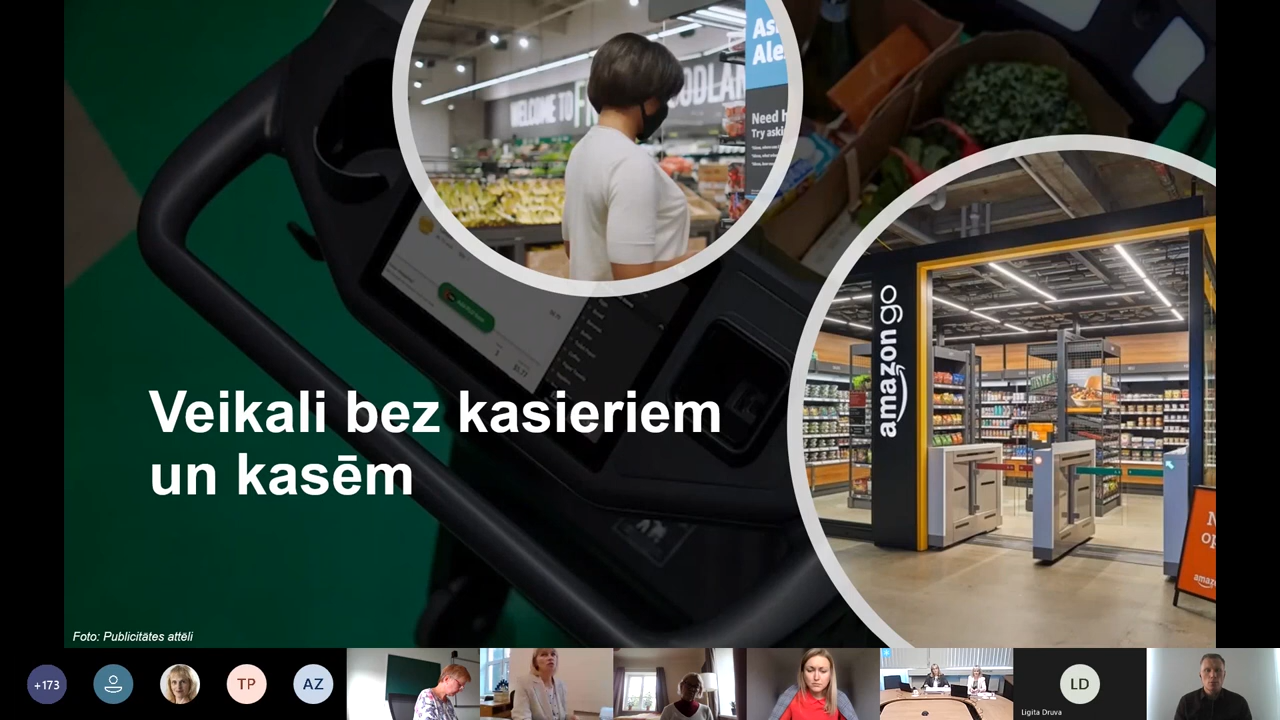 WELCOME TO
Need
Try
amazon go
Veikali bez kasieriem
un kasēm
Foto: Publicitātes attēli
+173
TP
AZ
LD
Ligita Druva